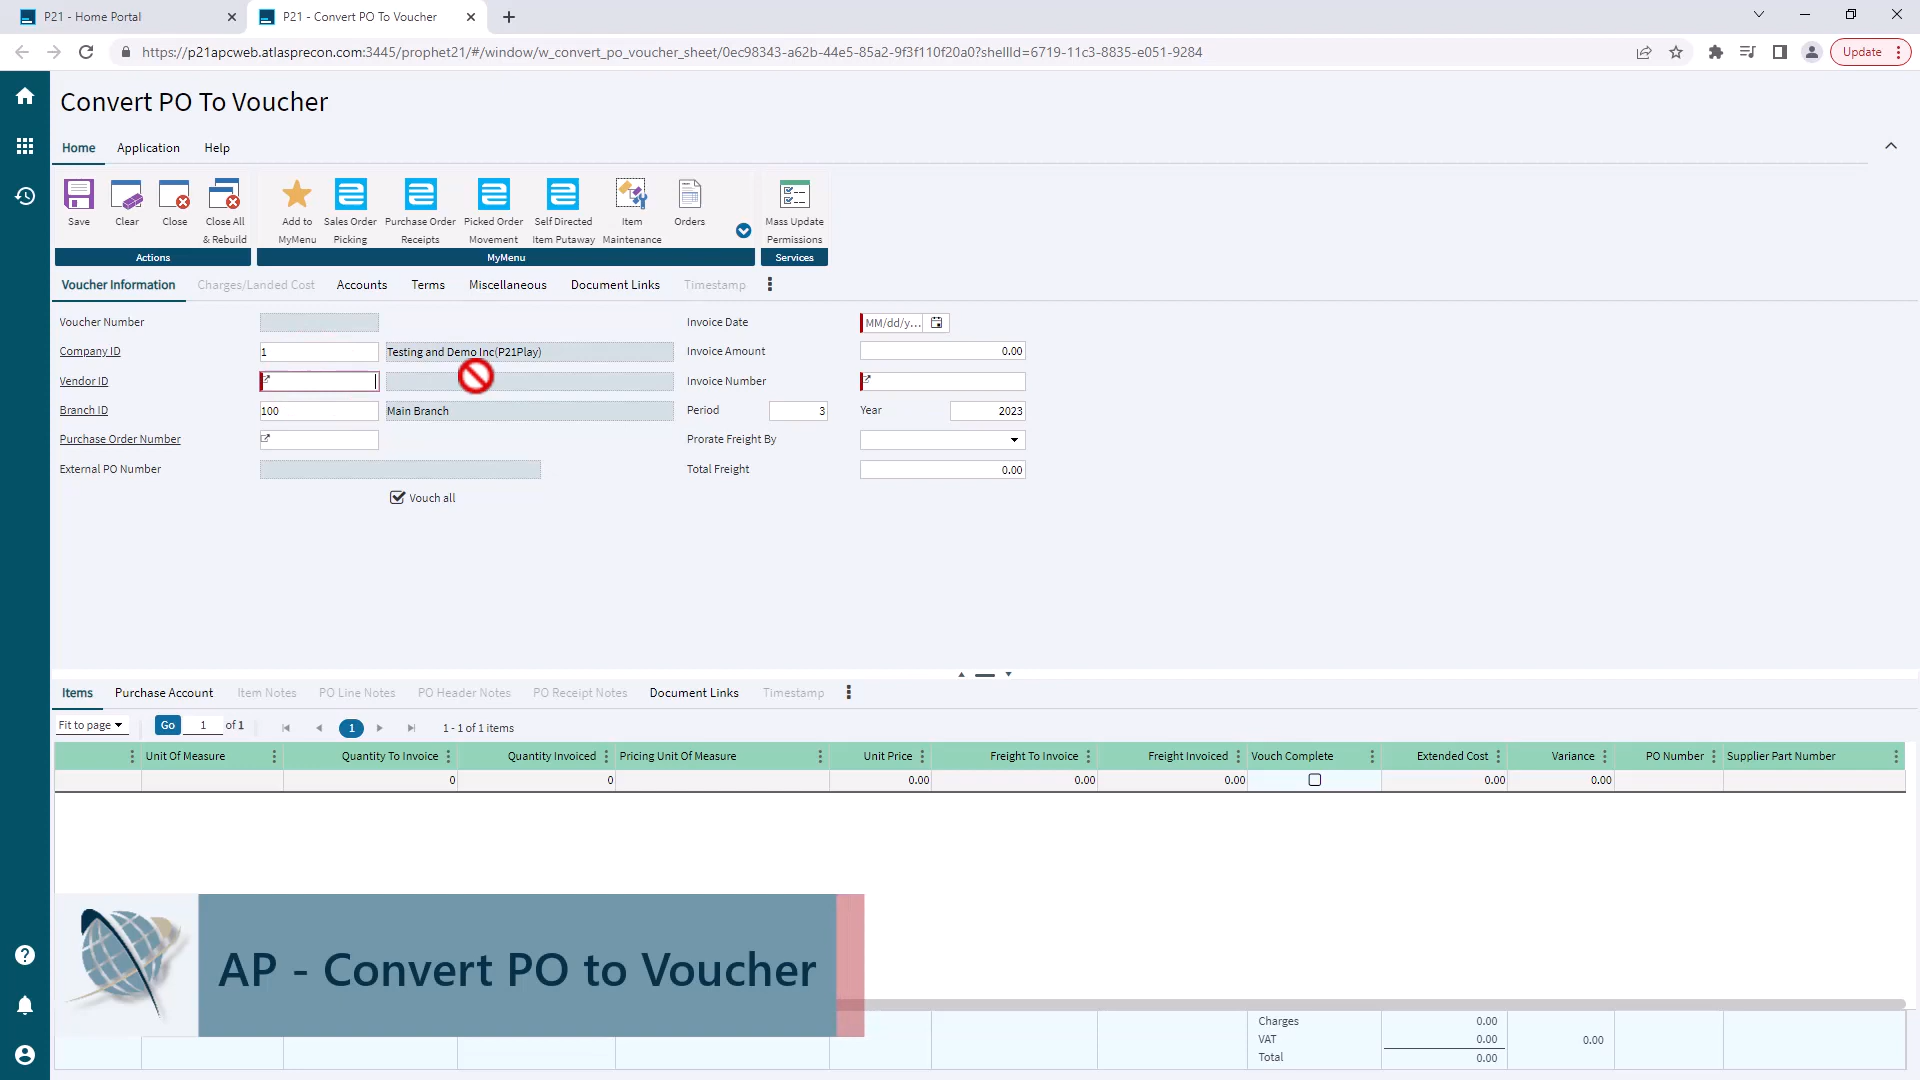 P21 - Home Portal
P21 - Convert PO To Voucher
https://p21apcweb.atlasprecon.com:3445/prophet21/#/window/w_convert_po_voucher_sheet/0ec98343-a62b-44e5-85a2-9f3f110f20a0?shellId=6719-11c3-8835-e051-9284
Update
Convert PO To Voucher
Home Application Help
Save
Clear
Close
Close All & Rebuild
Add to MyMenu
Sales Order Picking
Purchase Order Receipts
Picked Order Movement
Self Directed Item Putaway
Item Maintenance
Orders
Mass Update Permissions
Actions MyMenu Services
Voucher Information Charges/Landed Cost Accounts Terms Miscellaneous Document Links Timestamp
Voucher Number
Invoice Date MM/dd/y...
Company ID 1 Testing and Demo Inc(P21Play)
Invoice Amount 0.00
Vendor ID
Invoice Number
Branch ID 100 Main Branch
Period 3 Year 2023
Purchase Order Number
Prorate Freight By
External PO Number
Total Freight 0.00
Vouch all
Items Purchase Account Item Notes PO Line Notes PO Header Notes PO Receipt Notes Document Links Timestamp
Fit to page Go 1 of 1 1 1 - 1 of 1 items
Unit Of Measure Quantity To Invoice Quantity Invoiced Pricing Unit Of Measure Unit Price Freight To Invoice Freight Invoiced Vouch Complete Extended Cost Variance PO Number Supplier Part Number
0 0 0.00 0.00 0.00 0.00 0.00
AP - Convert PO to Voucher
Charges 0.00
VAT 0.00 0.00
Total 0.00